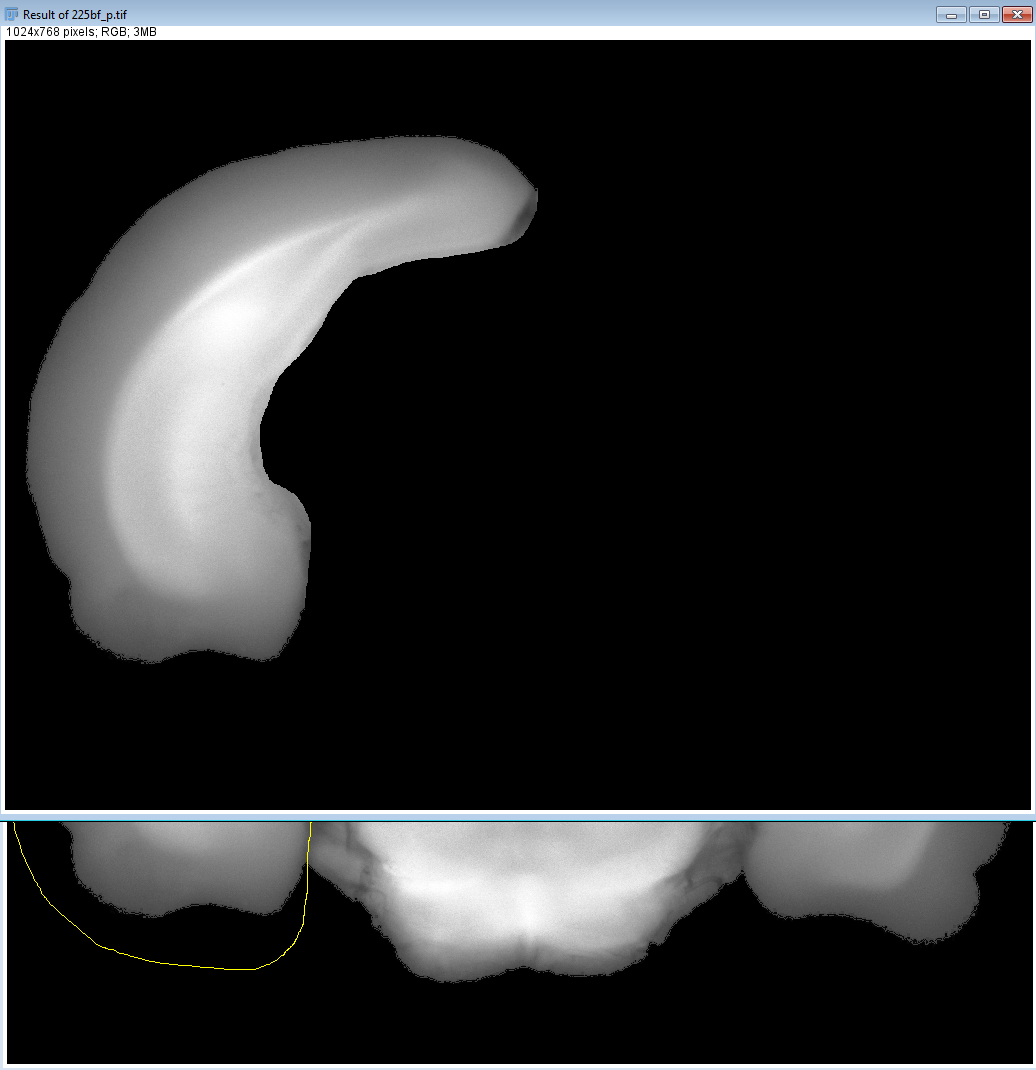 Result of 225bf_p.tif
1024x768 pixels; RGB; 3MB